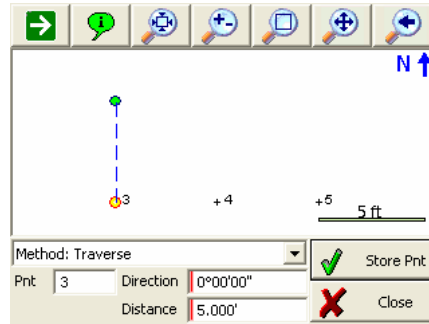 N
3 +4 +5
5 ft
Method: Traverse
Store Pnt
Pnt 3 Direction 0°00'00"
Distance 5.000'
Close